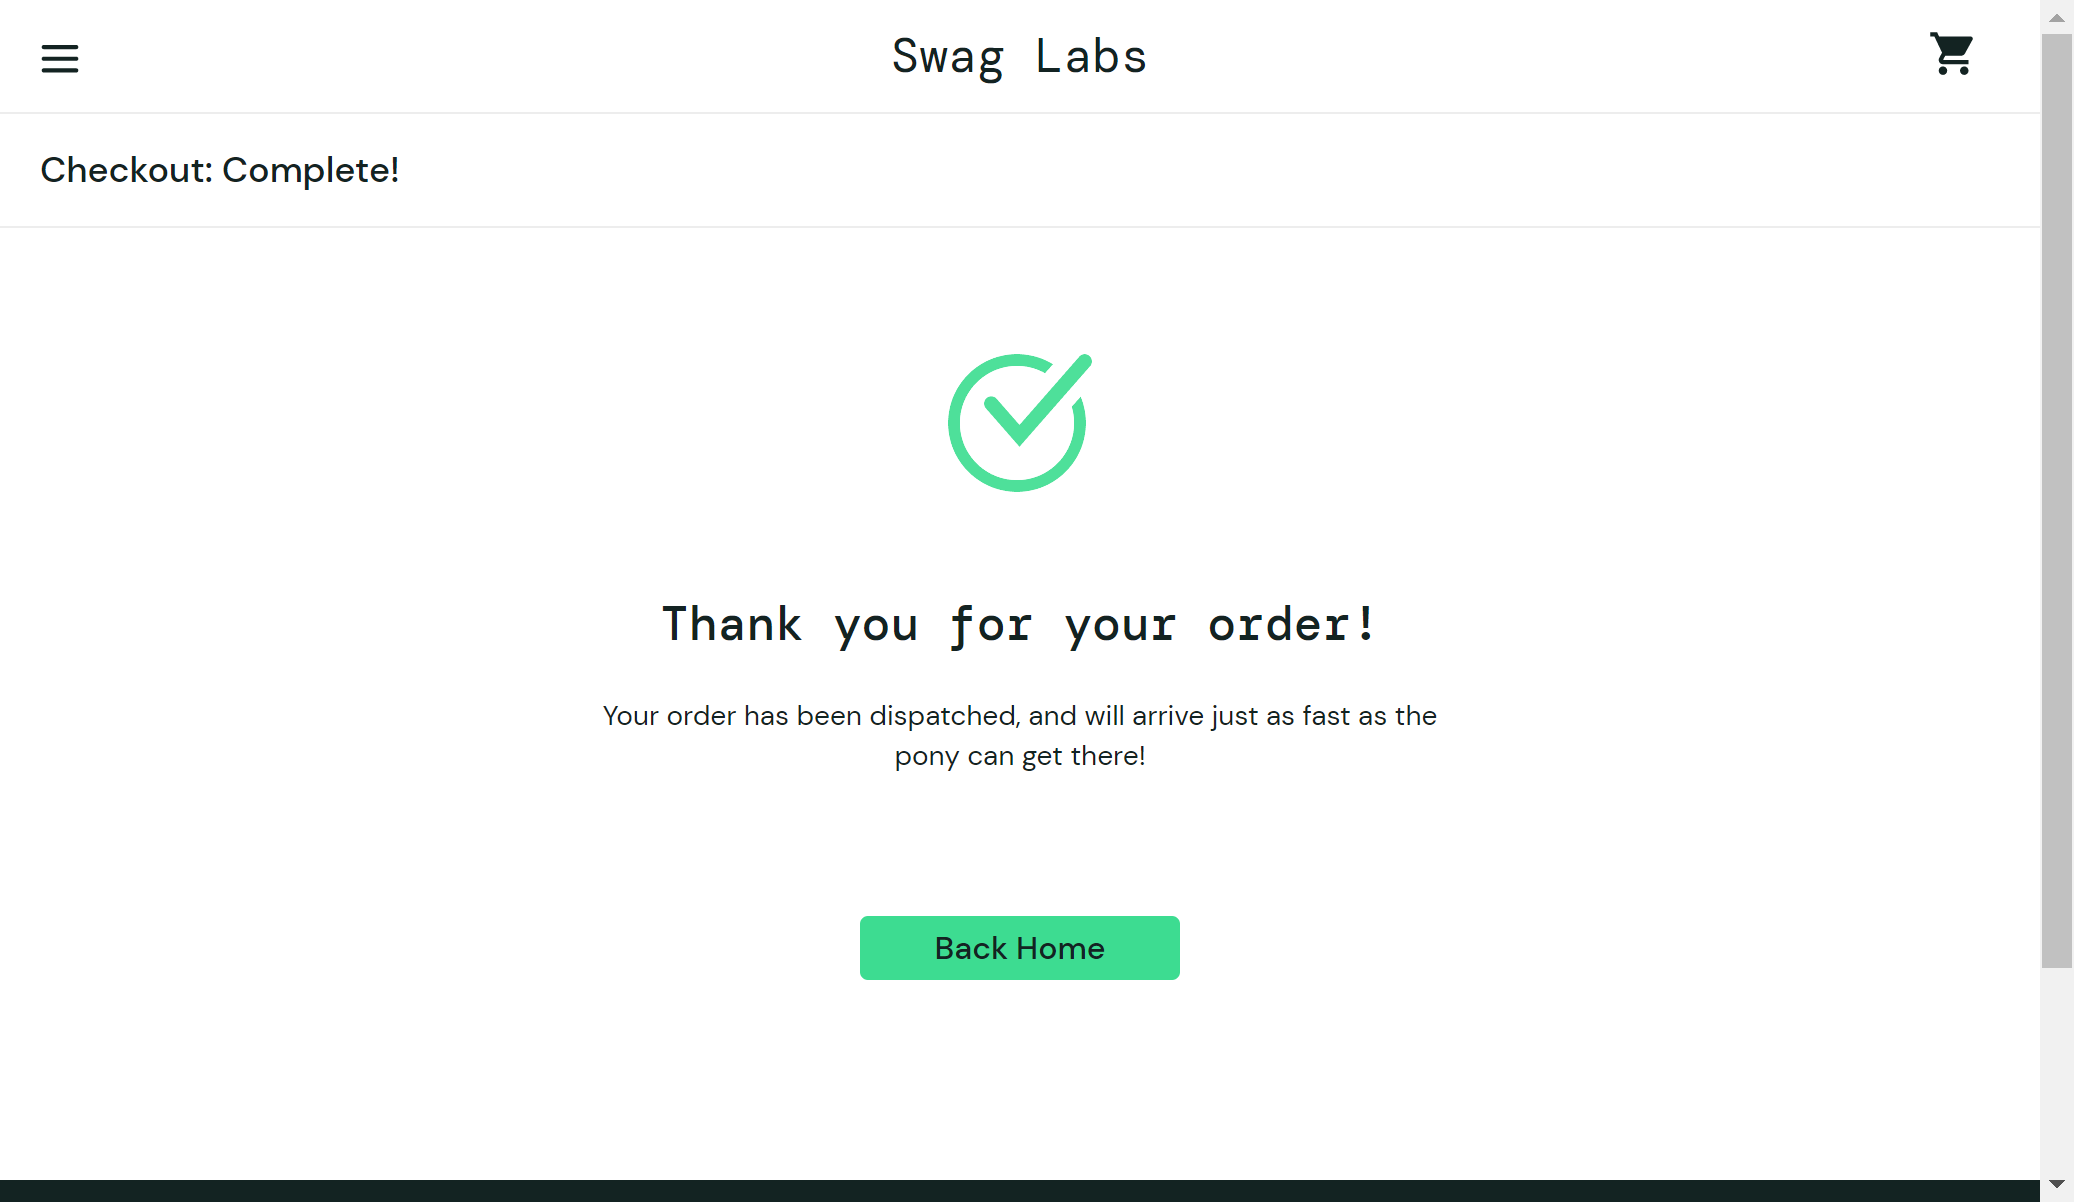 Swag Labs
Checkout: Complete!
Thank you for your order!
Your order has been dispatched, and will arrive just as fast as the
pony can get there!
Back Home